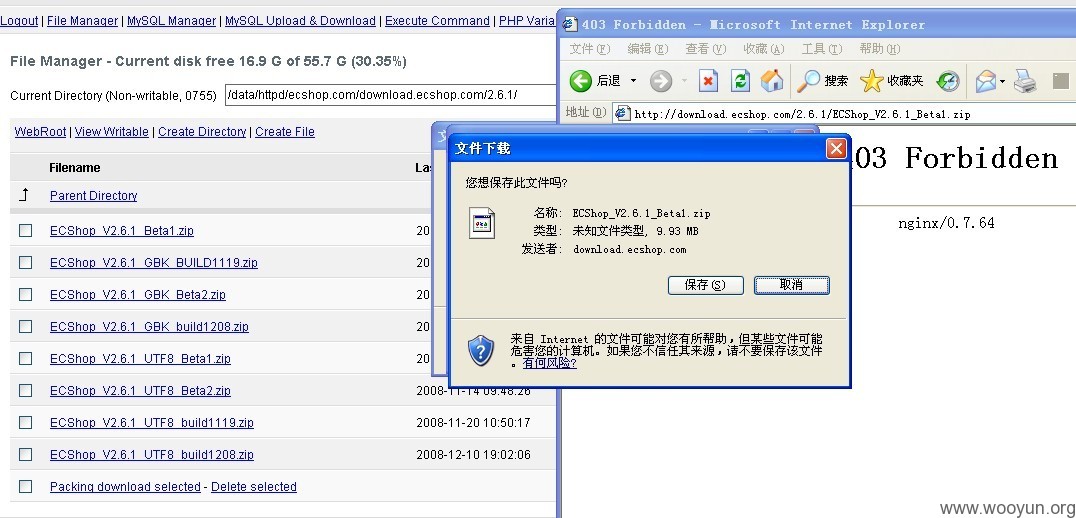 Logout | File Manager | MySQL Manager | MySQL Upload & Download | Execute Command | PHP Varia
File Manager - Current disk free 16.9 G of 55.7 G (30.35%)
Current Directory (Non-writable, 0755) /data/httpd/ecshop.com/download.ecshop.com/2.6.1/
WebRoot | View Writable | Create Directory | Create File
Filename
Parent Directory
ECShop_V2.6.1_Beta1.zip
ECShop_V2.6.1_GBK_BUILD1119.zip
ECShop_V2.6.1_GBK_Beta2.zip
ECShop_V2.6.1_GBK_build1208.zip
ECShop_V2.6.1_UTF8_Beta1.zip
ECShop_V2.6.1_UTF8_Beta2.zip 2008-11-14 09:48:26
ECShop_V2.6.1_UTF8_build1119.zip 2008-11-20 10:50:17
ECShop_V2.6.1_UTF8_build1208.zip 2008-12-10 19:02:06
Packing download selected - Delete selected
403 Forbidden - Microsoft Internet Explorer
文件(F) 编辑(E) 查看(V) 收藏(A) 工具(T) 帮助(H)
后退 搜索 收藏夹
地址(D) http://download.ecshop.com/2.6.1/ECShop_V2.6.1_Beta1.zip
03 Forbidden
nginx/0.7.64
文件下载
您想保存此文件吗?
名称: ECShop_V2.6.1_Beta1.zip
类型: 未知文件类型, 9.93 MB
发送者: download.ecshop.com
保存(S) 取消
来自 Internet 的文件可能对您有所帮助,但某些文件可能
危害您的计算机。如果您不信任其来源,请不要保存该文件
。有何风险?
www.wooyun.org